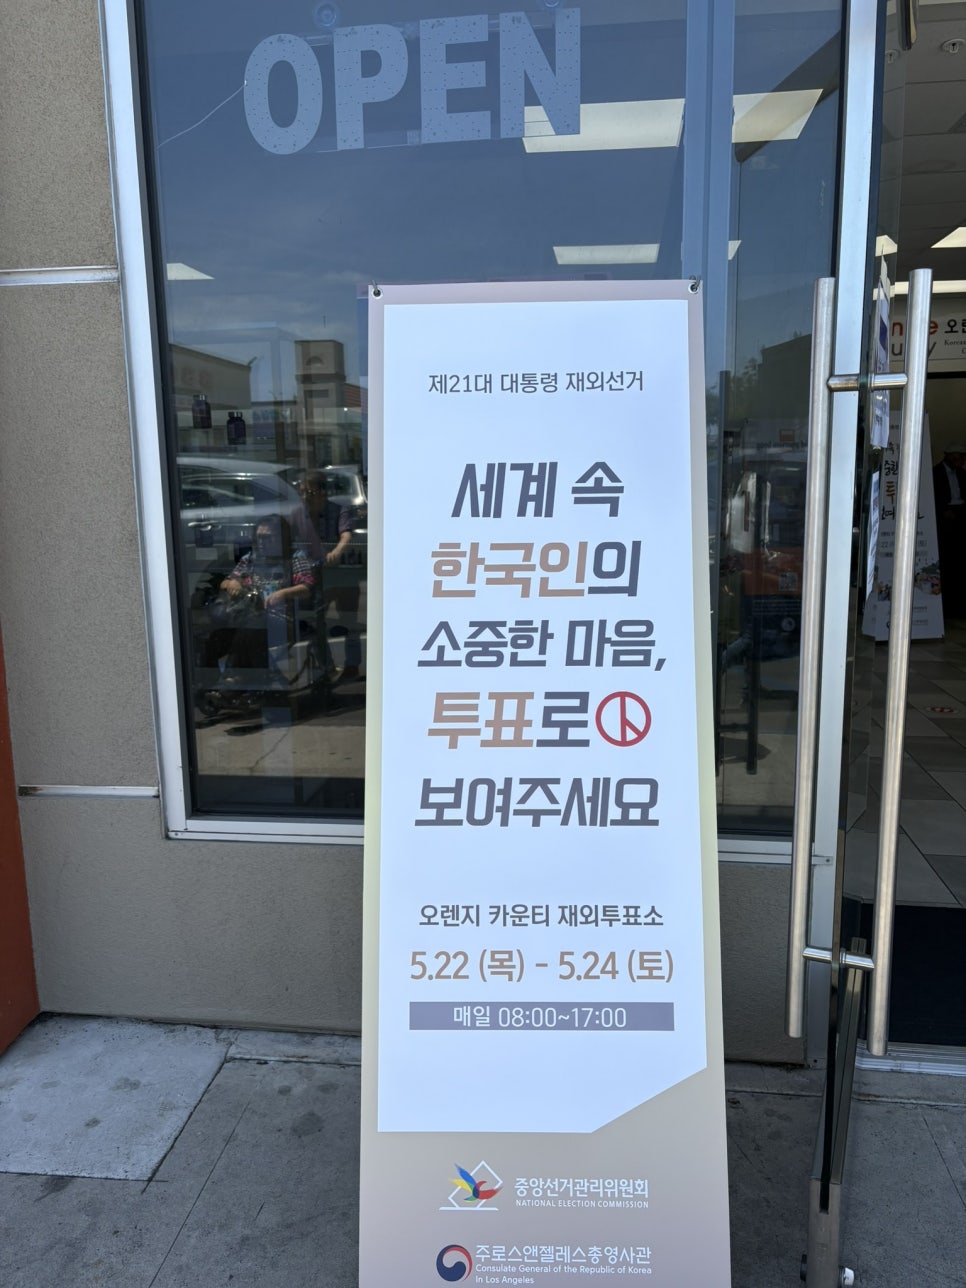 OPEN
제21대 대통령 재외선거
세계 속
한국인의
소중한 마음,
투표로
보여주세요
오렌지 카운티 재외투표소
5.22 (목) - 5.24 (토)
매일 08:00~17:00
중앙선거관리위원회
NATIONAL ELECTION COMMISSION
주로스앤젤레스총영사관
Consulate General of the Republic of Korea
In Los Angeles